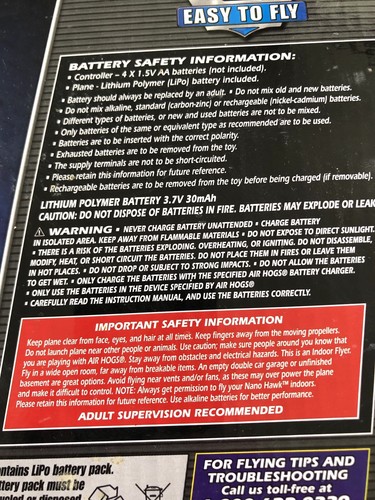 EASY TO FLY
BATTERY SAFETY INFORMATION:
• Controller – 4 X 1.5V AA batteries (not included).
• Plane - Lithium Polymer (LiPo) battery included.
• Battery should always be replaced by an adult. • Do not mix old and new batteries.
• Do not mix alkaline, standard (carbon-zinc) or rechargeable (nickel-cadmium) batteries.
• Different types of batteries, or new and used batteries are not to be mixed.
• Only batteries of the same or equivalent type as recommended are to be used.
• Batteries are to be inserted with the correct polarity.
• Exhausted batteries are to be removed from the toy.
• The supply terminals are not to be short-circuited.
• Please retain this information for future reference.
• Rechargeable batteries are to be removed from the toy before being charged (if removable).
LITHIUM POLYMER BATTERY 3.7V 30mAh
CAUTION: DO NOT DISPOSE OF BATTERIES IN FIRE. BATTERIES MAY EXPLODE OR LEAK
WARNING • NEVER CHARGE BATTERY UNATTENDED • CHARGE BATTERY
IN ISOLATED AREA. KEEP AWAY FROM FLAMMABLE MATERIALS • DO NOT EXPOSE TO DIRECT SUNLIGHT.
• THERE IS A RISK OF THE BATTERIES EXPLODING. OVERHEATING, OR IGNITING. DO NOT DISASSEMBLE,
MODIFY, HEAT, OR SHORT CIRCUIT THE BATTERIES. DO NOT PLACE THEM IN FIRES OR LEAVE THEM
IN HOT PLACES. • DO NOT DROP OR SUBJECT TO STRONG IMPACTS. • DO NOT ALLOW THE BATTERIES
TO GET WET. • ONLY CHARGE THE BATTERIES WITH THE SPECIFIED AIR HOGS® BATTERY CHARGER.
• ONLY USE THE BATTERIES IN THE DEVICE SPECIFIED BY AIR HOGS®
• CAREFULLY READ THE INSTRUCTION MANUAL, AND USE THE BATTERIES CORRECTLY.
IMPORTANT SAFETY INFORMATION
Keep plane clear from face, eyes, and hair at all times. Keep fingers away from the moving propellers.
Do not launch plane near other people or animals. Use caution; make sure people around you know that
you are playing with AIR HOGS®. Stay away from obstacles and electrical hazards. This is an Indoor Flyer.
Fly in a wide open room, far away from breakable items. An empty double car garage or unfinished
basement are great options. Avoid flying near vents and/or fans, as these may over power the plane
and make it difficult to control. NOTE: Always get permission to fly your Nano Hawk™ indoors.
Please retain this information for future reference. Use alkaline batteries for better performance.
ADULT SUPERVISION RECOMMENDED
ntains LiPo battery pack.
ttery pack must be
FOR FLYING TIPS AND
TROUBLESHOOTING
Call us toll-free at